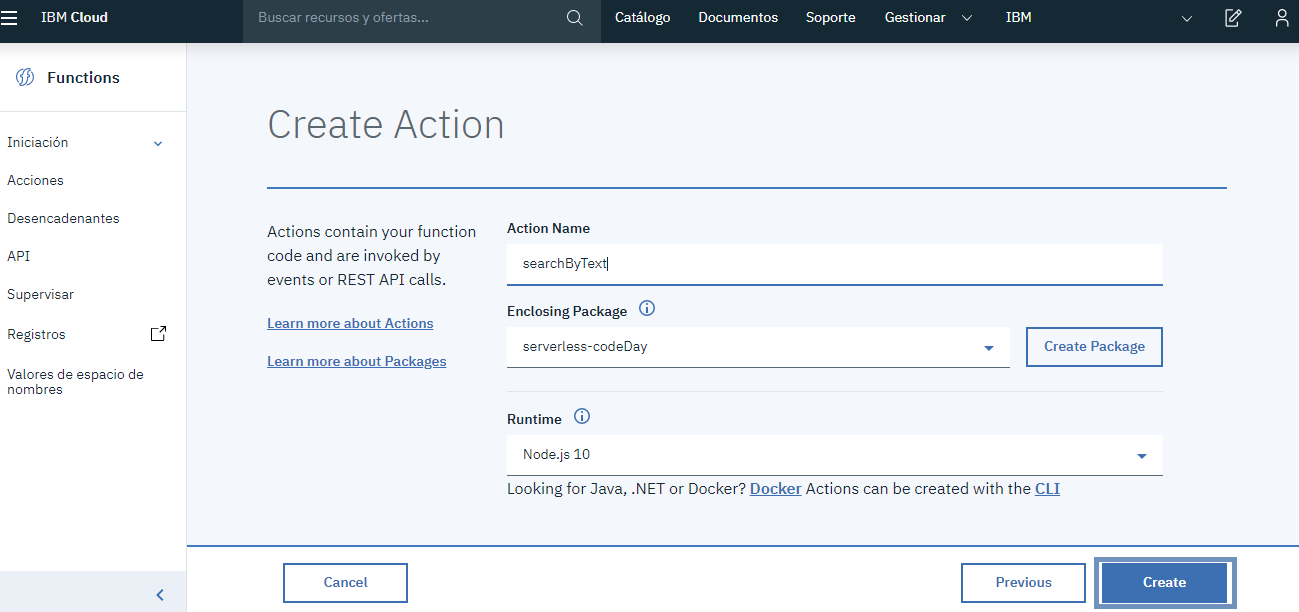 IBM Cloud
Buscar recursos y ofertas...
Catálogo
Documentos
Soporte
Gestionar
IBM
Functions
Iniciación
Acciones
Desencadenantes
API
Supervisar
Registros
Valores de espacio de
nombres
Create Action
Actions contain your function
code and are invoked by
events or REST API calls.
Learn more about Actions
Learn more about Packages
Action Name
searchByText
Enclosing Package
serverless-codeDay
Create Package
Runtime
Node.js 10
Looking for Java, .NET or Docker? Docker Actions can be created with the CLI
Cancel
Previous
Create